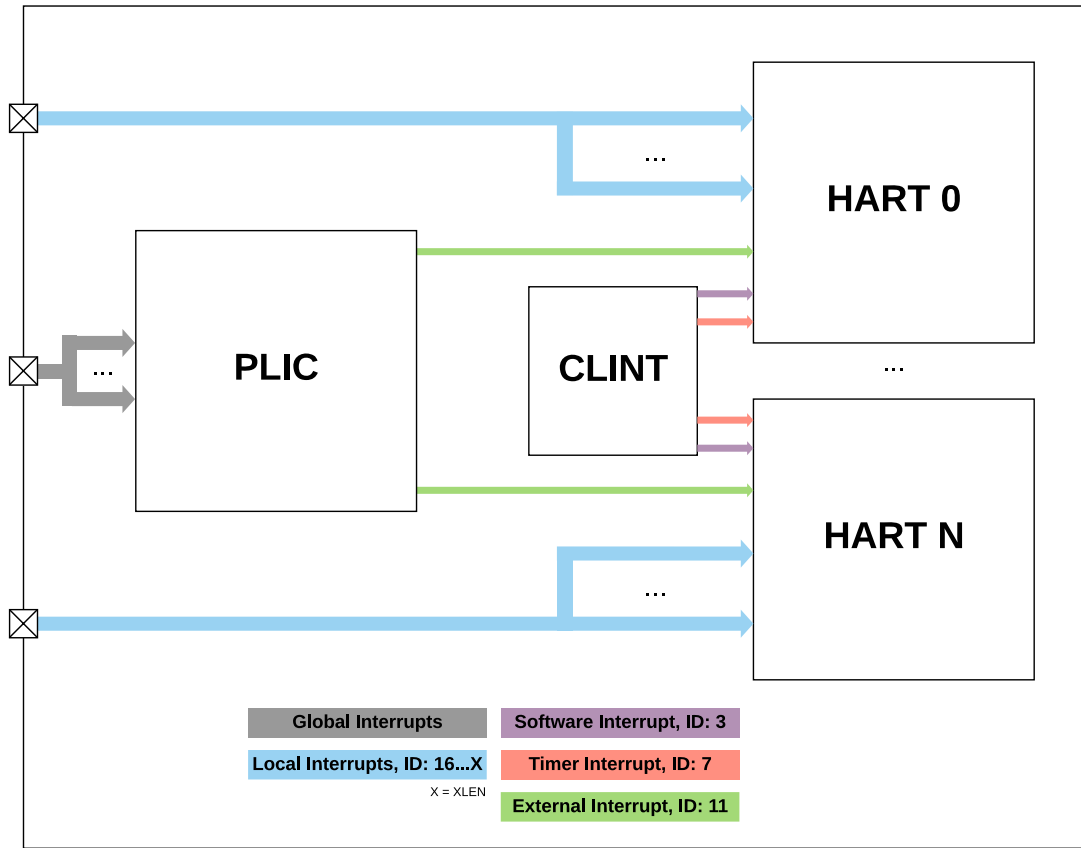 ...
HART 0
PLIC
...
CLINT
...
HART N
...
Global Interrupts
Software Interrupt, ID: 3
Local Interrupts, ID: 16...X
Timer Interrupt, ID: 7
X = XLEN
External Interrupt, ID: 11